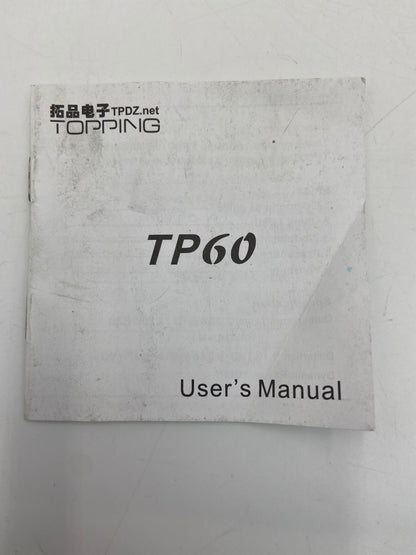 拓品电子TPDZ.net
TOPPING
TP60
User's Manual